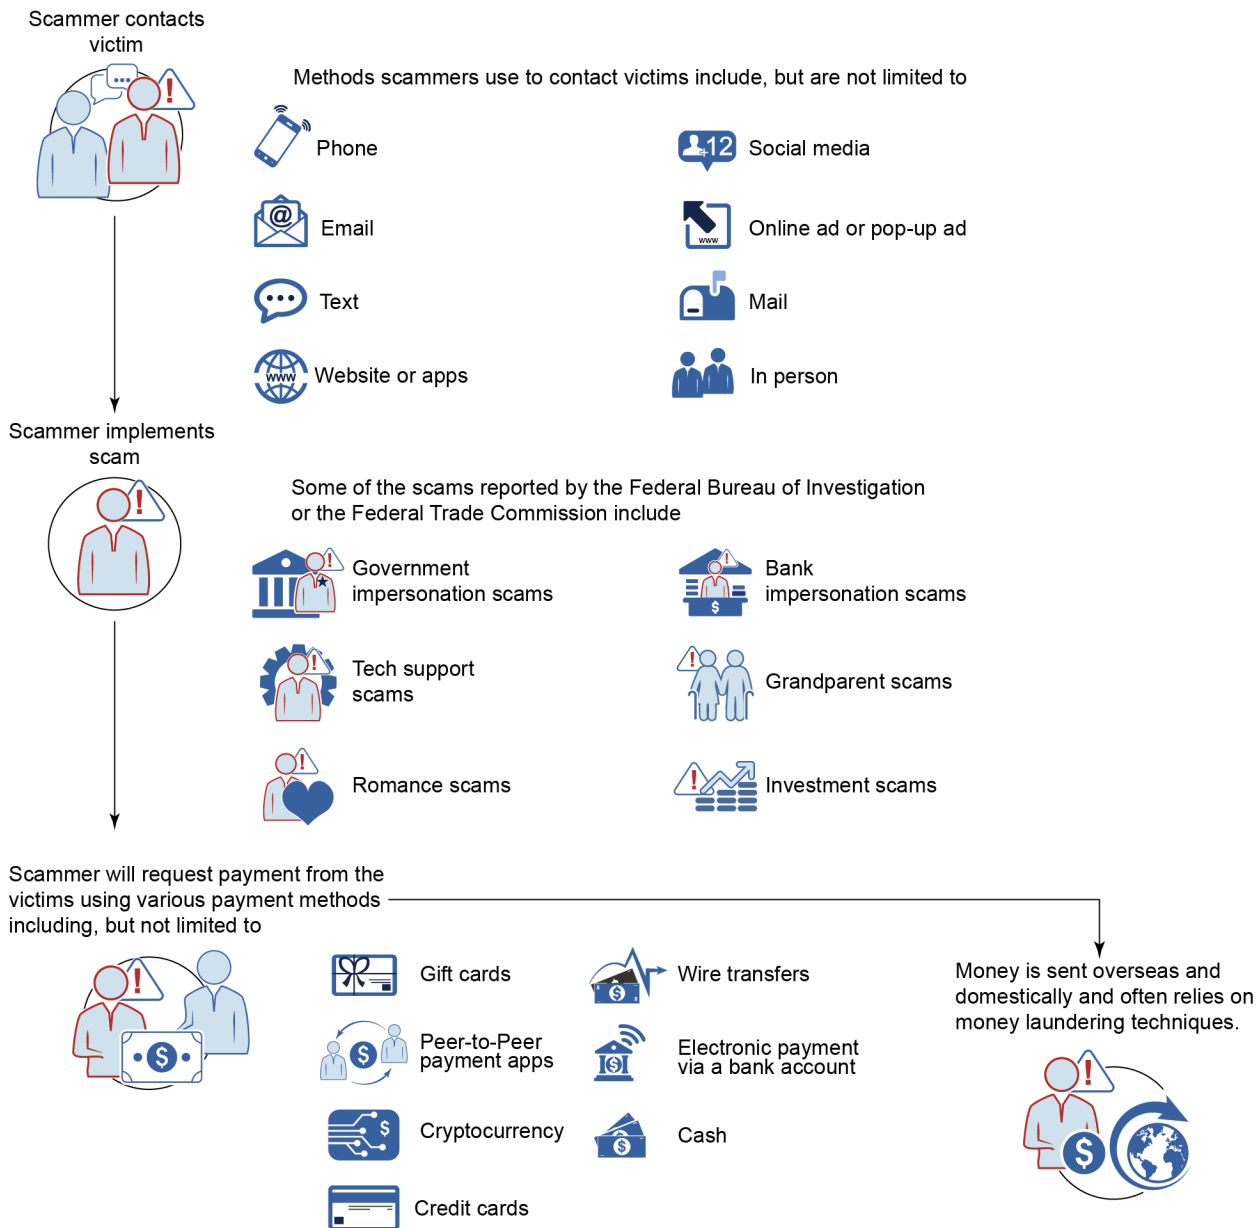 Scammer contacts
victim
Methods scammers use to contact victims include, but are not limited to
Phone
+12
Social media
@
Email
www
Online ad or pop-up ad
Text
Mail
www
Website or apps
In person
Scammer implements
scam
!
Some of the scams reported by the Federal Bureau of Investigation
or the Federal Trade Commission include
Government
impersonation scams
$
Bank
impersonation scams
Tech support
scams
Grandparent scams
Romance scams
Investment scams
Scammer will request payment from the
victims using various payment methods
including, but not limited to
Gift cards
$
Wire transfers
$
Peer-to-Peer
payment apps
$
Electronic payment
via a bank account
$
Cryptocurrency
$
Cash
Credit cards
Money is sent overseas and
domestically and often relies on
money laundering techniques.
!
$